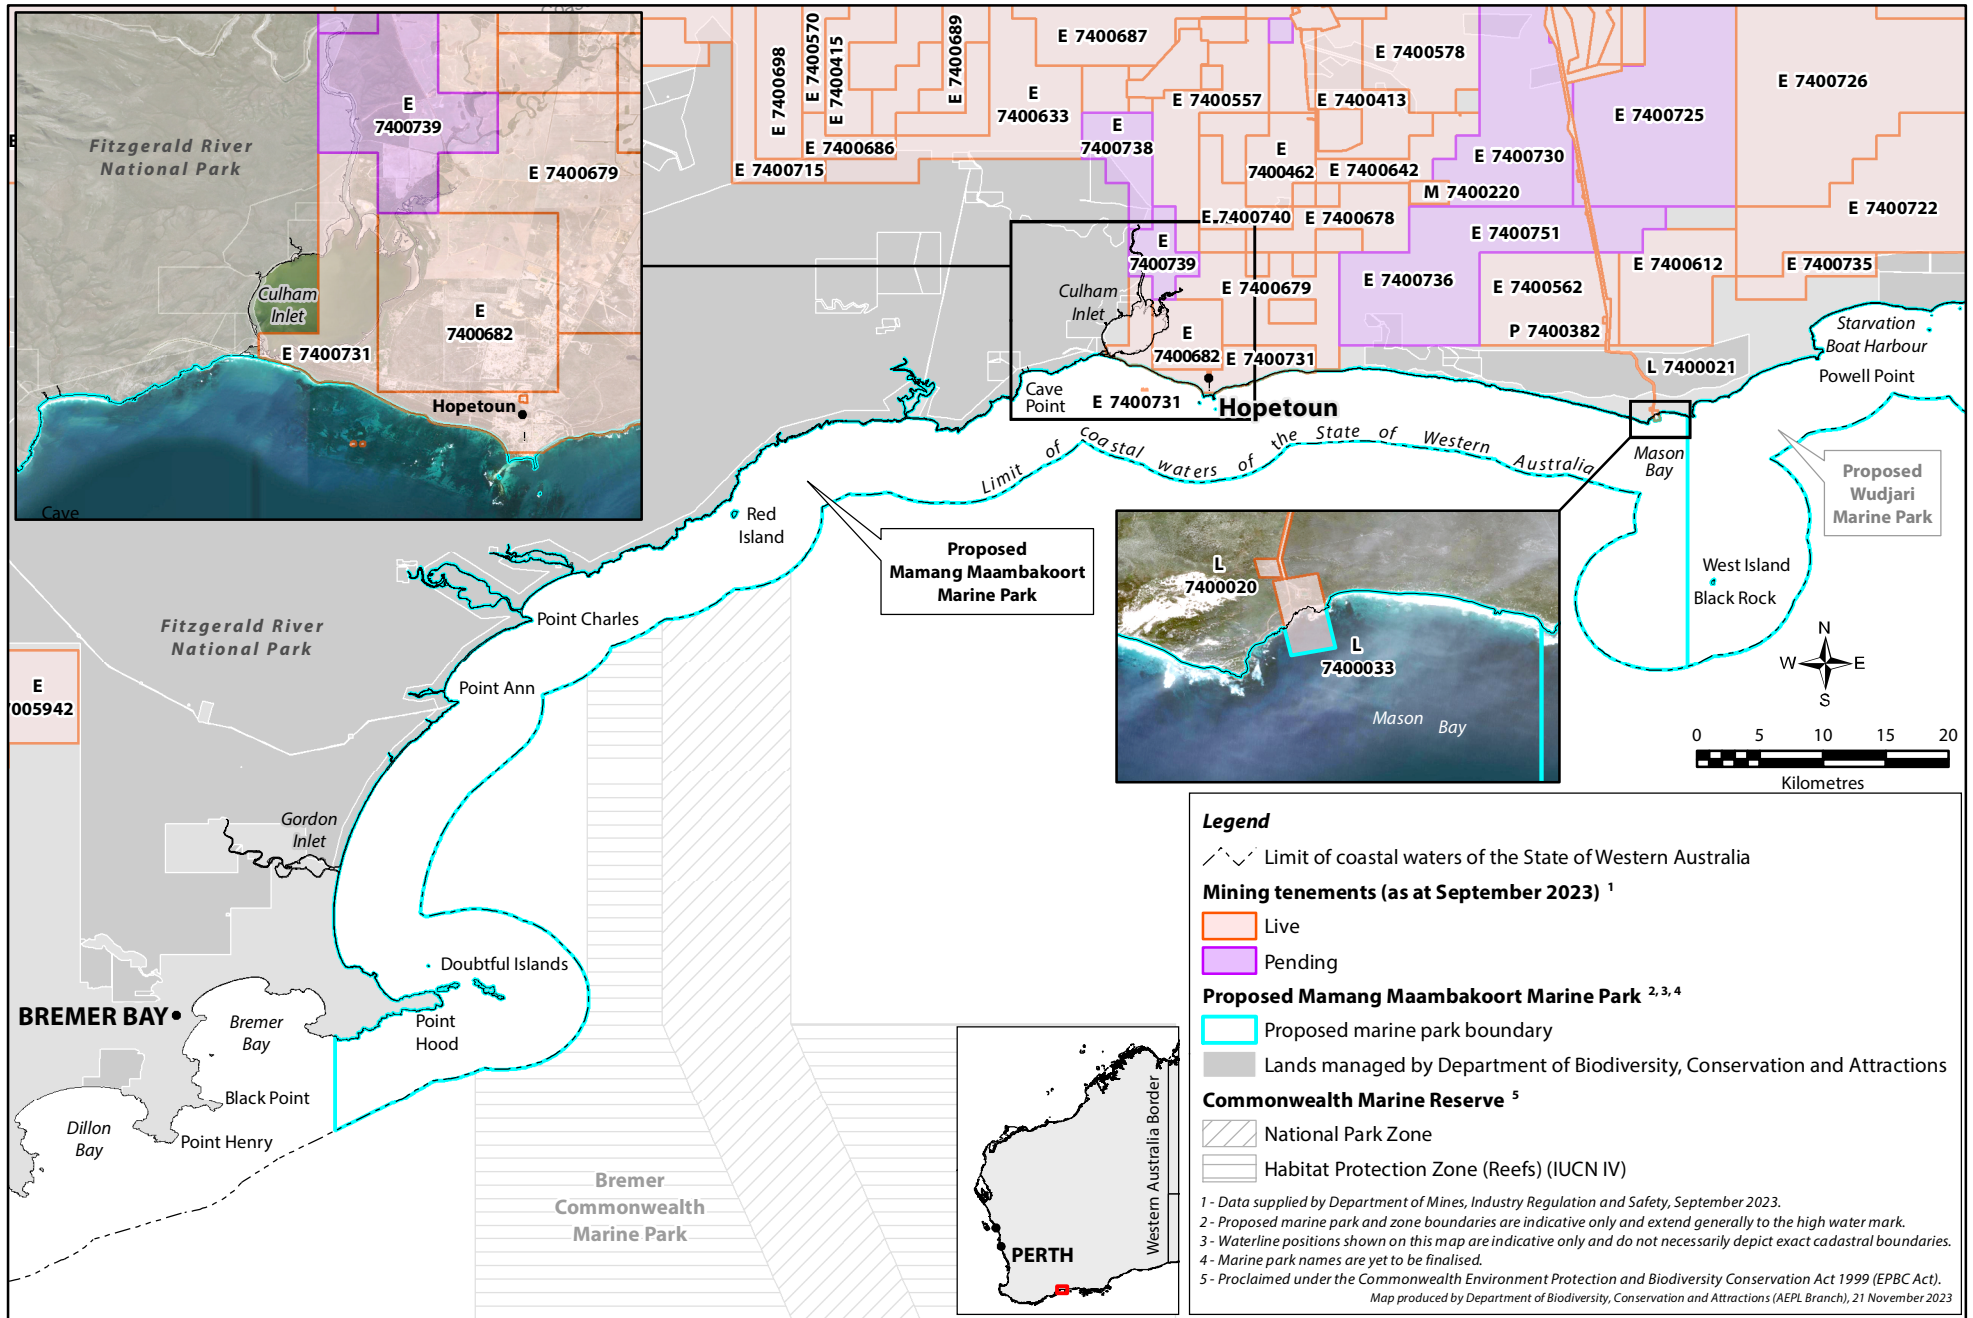 Fitzgerald River
National Park
E
7400739
E 7400679
Culham
Inlet
E
7400682
E 7400731
Hopetoun
Cave
E 7400698
E 7400570
E 7400415
E 7400689
E 7400687
E
7400633
E 7400686
E 7400715
E
7400738
E 7400557
E 7400578
E 7400413
E
7400462
E 7400642
M 7400220
E 7400730
E 7400725
E 7400726
E 7400722
E 7400740
E 7400678
E 7400751
E
7400739
E 7400679
E 7400736
E 7400562
E 7400612
E 7400735
P 7400382
Culham
Inlet
E
7400682
E 7400731
L 7400021
Starvation
Boat Harbour
Powell Point
Cave
Point
E 7400731
Hopetoun
Limit of coastal waters of the State of Western Australia
Mason
Bay
Proposed
Wudjari
Marine Park
Red
Island
Proposed
Mamang Maambakoort
Marine Park
L
7400020
L
7400033
Mason Bay
West Island
Black Rock
N
W E
S
Point Charles
Fitzgerald River
National Park
Point Ann
E
7005942
0 5 10 15 20
Kilometres
Gordon
Inlet
Doubtful Islands
BREMER BAY
Bremer
Bay
Point
Hood
Black Point
Dillon
Bay
Point Henry
Bremer
Commonwealth
Marine Park
Western Australia Border
PERTH
Legend
Limit of coastal waters of the State of Western Australia
Mining tenements (as at September 2023) 1
Live
Pending
Proposed Mamang Maambakoort Marine Park 2, 3, 4
Proposed marine park boundary
Lands managed by Department of Biodiversity, Conservation and Attractions
Commonwealth Marine Reserve 5
National Park Zone
Habitat Protection Zone (Reefs) (IUCN IV)
1 - Data supplied by Department of Mines, Industry Regulation and Safety, September 2023.
2 - Proposed marine park and zone boundaries are indicative only and extend generally to the high water mark.
3 - Waterline positions shown on this map are indicative only and do not necessarily depict exact cadastral boundaries.
4 - Marine park names are yet to be finalised.
5 - Proclaimed under the Commonwealth Environment Protection and Biodiversity Conservation Act 1999 (EPBC Act).
Map produced by Department of Biodiversity, Conservation and Attractions (AEPL Branch), 21 November 2023